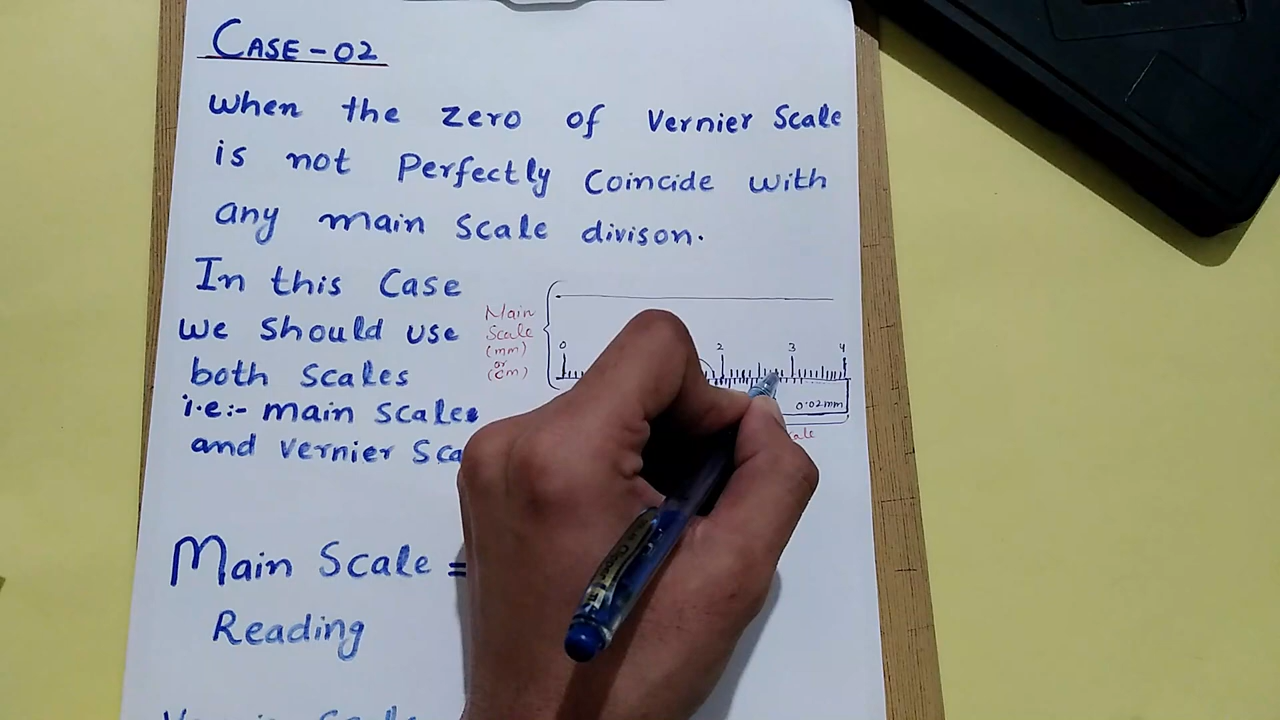 CASE-02
When the zero of Vernier Scale
is not Perfectly Coincide with
any main Scale divison.
In this Case
we should use
both Scales
i.e:- main Scales
and Vernier Sca
Main
Scale
(mm)
or
(cm)
0 2 3 4
0.02mm
cale
Main Scale =
Reading